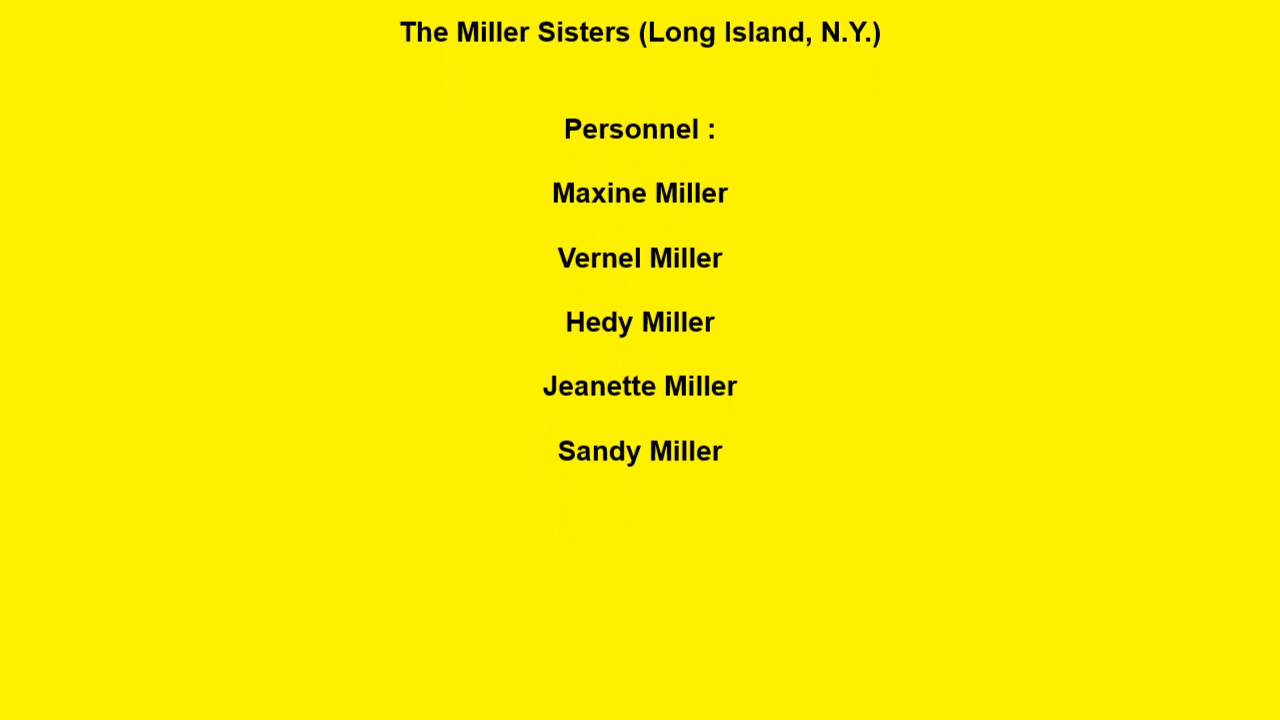 The Miller Sisters (Long Island, N.Y.)
Personnel :
Maxine Miller
Vernel Miller
Hedy Miller
Jeanette Miller
Sandy Miller